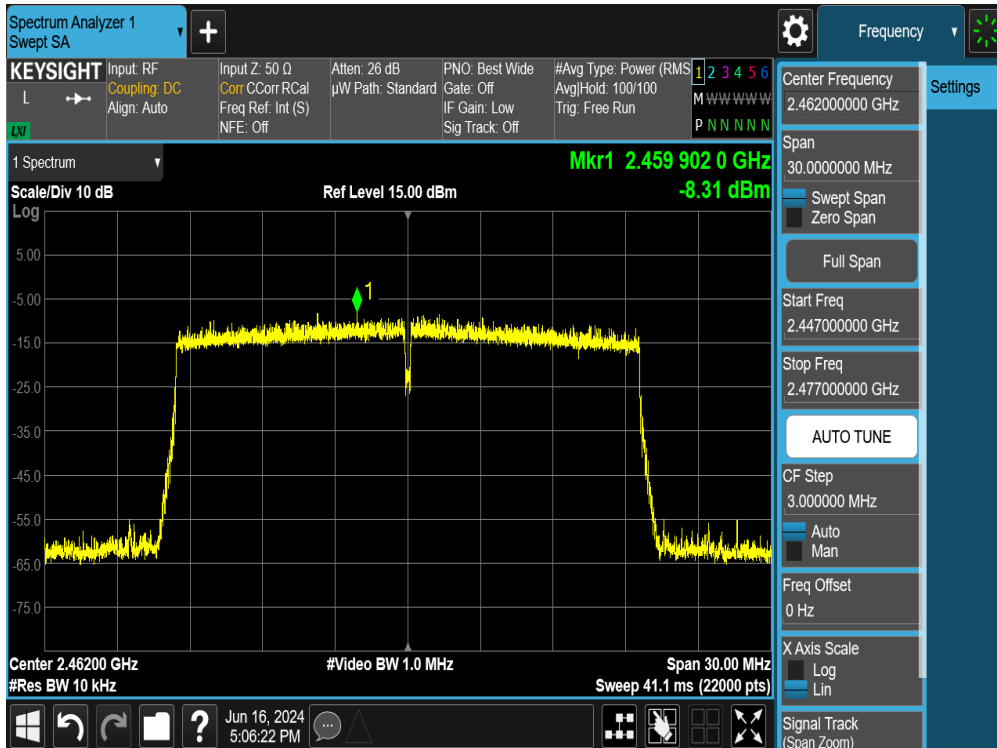 Spectrum Analyzer 1
Swept SA
+
Frequency
KEYSIGHT
L
LXI
Input: RF
Coupling: DC
Align: Auto
Input Z: 50 Ω
Corr CCorr RCal
Freq Ref: Int (S)
NFE: Off
Atten: 26 dB
µW Path: Standard
PNO: Best Wide
Gate: Off
IF Gain: Low
Sig Track: Off
#Avg Type: Power (RMS
Avg|Hold: 100/100
Trig: Free Run
1 2 3 4 5 6
M W W W W W
P N N N N N
1 Spectrum
Scale/Div 10 dB
Log
Ref Level 15.00 dBm
Mkr1 2.459 902 0 GHz
-8.31 dBm
1
5.00
-5.00
-15.0
-25.0
-35.0
-45.0
-55.0
-65.0
-75.0
Center 2.46200 GHz
#Res BW 10 kHz
#Video BW 1.0 MHz
Span 30.00 MHz
Sweep 41.1 ms (22000 pts)
Jun 16, 2024
5:06:22 PM
?
Settings
Center Frequency
2.462000000 GHz
Span
30.0000000 MHz
Swept Span
Zero Span
Full Span
Start Freq
2.447000000 GHz
Stop Freq
2.477000000 GHz
AUTO TUNE
CF Step
3.000000 MHz
Auto
Man
Freq Offset
0 Hz
X Axis Scale
Log
Lin
Signal Track
(Span Zoom)